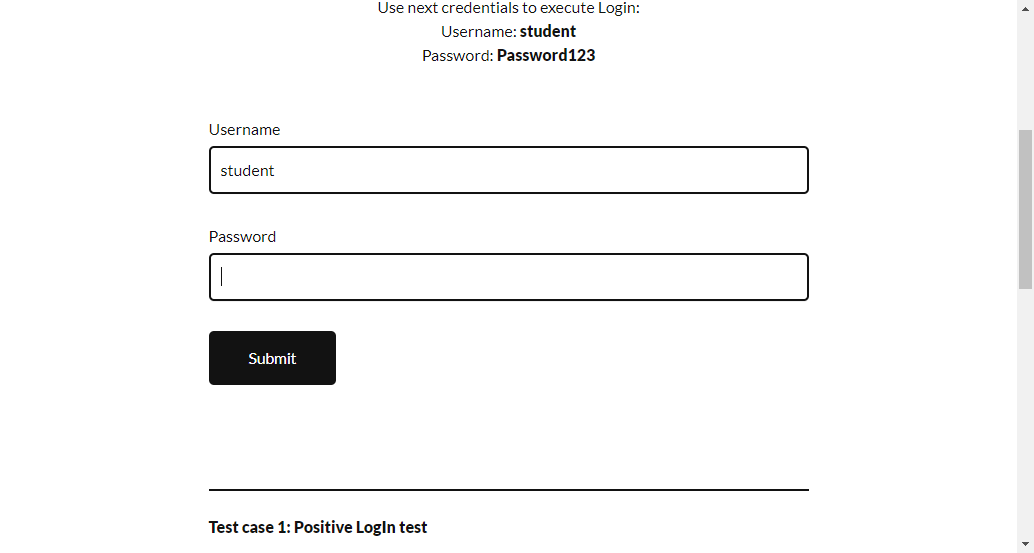 Use next credentials to execute Login:
Username: student
Password: Password123
Username
student
Password
Submit
Test case 1: Positive LogIn test